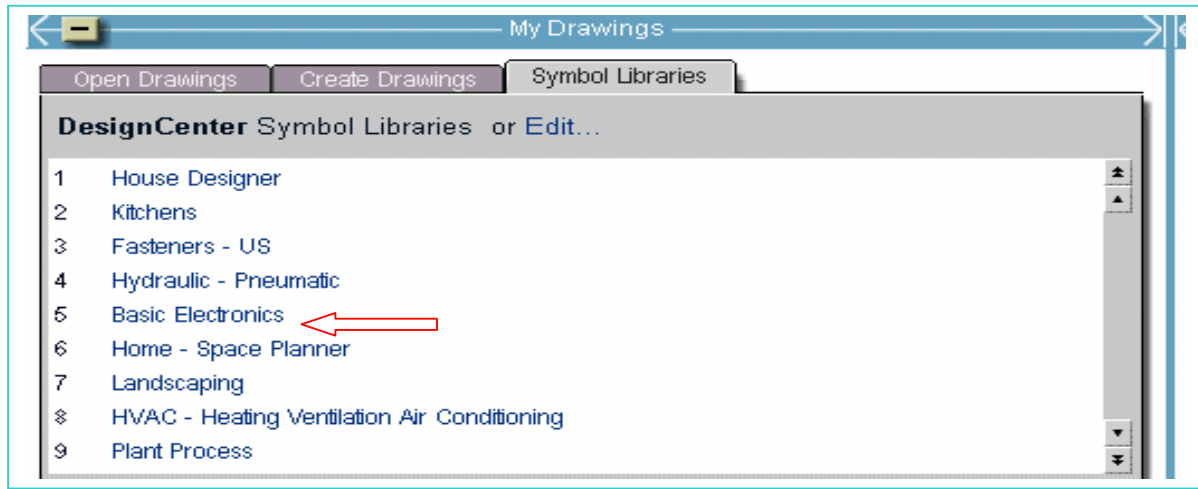 My Drawings
Open Drawings Create Drawings Symbol Libraries
DesignCenter Symbol Libraries or Edit...
1 House Designer
2 Kitchens
3 Fasteners - US
4 Hydraulic - Pneumatic
5 Basic Electronics
6 Home - Space Planner
7 Landscaping
8 HVAC - Heating Ventilation Air Conditioning
9 Plant Process